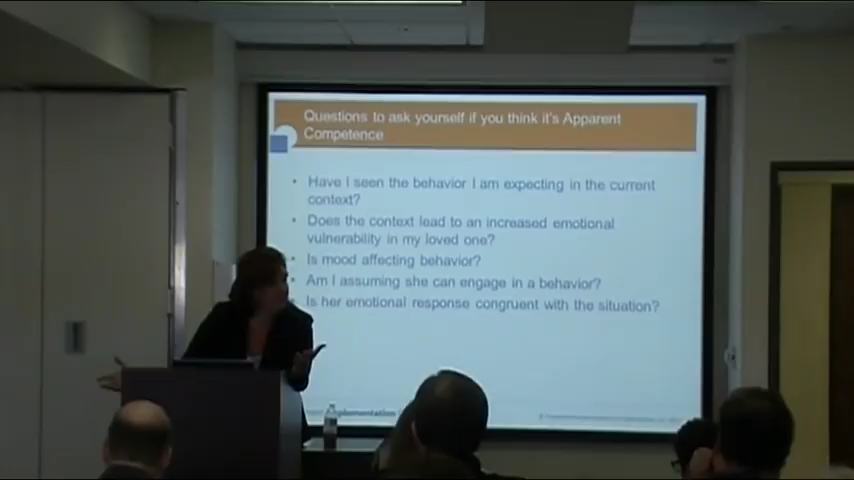 Questions to ask yourself if you think it's Apparent
Competence
• Have I seen the behavior I am expecting in the current
context?
• Does the context lead to an increased emotional
vulnerability in my loved one?
• Is mood affecting behavior?
• Am I assuming she can engage in a behavior?
• Is her emotional response congruent with the situation?
Implementation